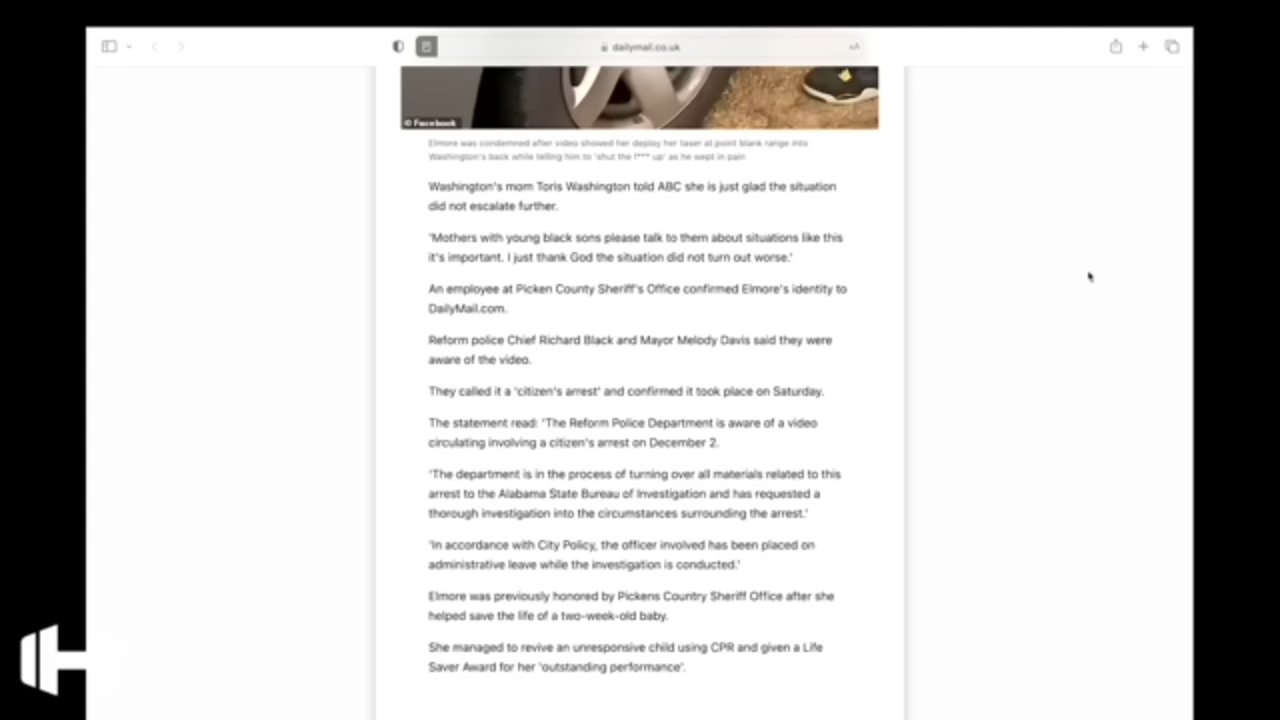 dailymail.co.uk
AA
© Facebook
Elmore was condemned after video showed her deploy her taser at point blank range into
Washington's back while telling him to 'shut the f*** up' as he wept in pain
Washington's mom Toris Washington told ABC she is just glad the situation
did not escalate further.
'Mothers with young black sons please talk to them about situations like this
it's important. I just thank God the situation did not turn out worse.'
An employee at Picken County Sheriff's Office confirmed Elmore's identity to
DailyMail.com.
Reform police Chief Richard Black and Mayor Melody Davis said they were
aware of the video.
They called it a 'citizen's arrest' and confirmed it took place on Saturday.
The statement read: 'The Reform Police Department is aware of a video
circulating involving a citizen's arrest on December 2.
'The department is in the process of turning over all materials related to this
arrest to the Alabama State Bureau of Investigation and has requested a
thorough investigation into the circumstances surrounding the arrest.'
'In accordance with City Policy, the officer involved has been placed on
administrative leave while the investigation is conducted.'
Elmore was previously honored by Pickens Country Sheriff Office after she
helped save the life of a two-week-old baby.
She managed to revive an unresponsive child using CPR and given a Life
Saver Award for her 'outstanding performance'.